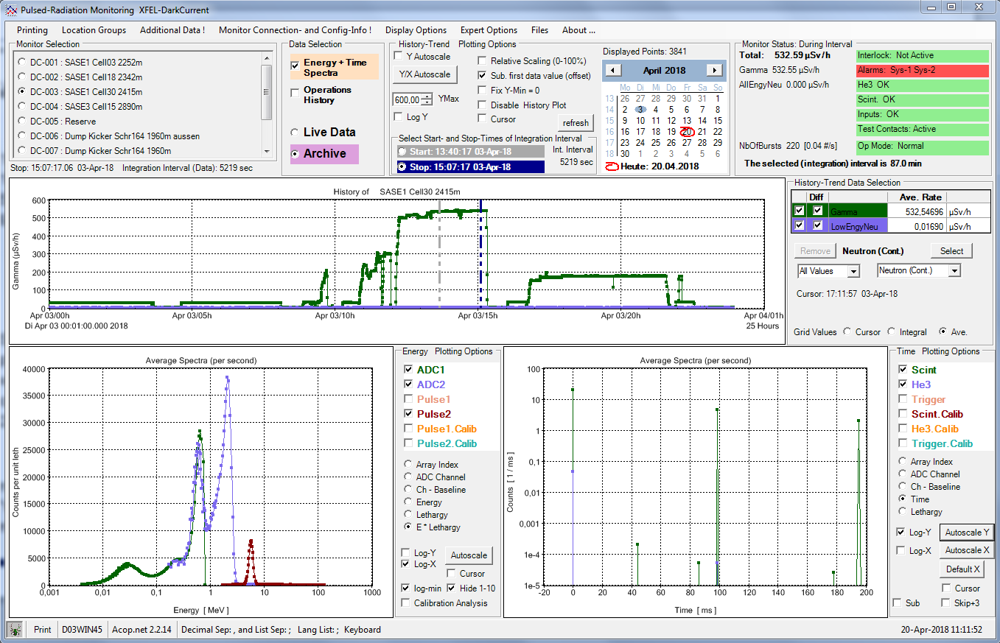 Pulsed-Radiation Monitoring XFEL-DarkCurrent
Printing Location Groups Additional Data ! Monitor Connection- and Config-Info ! Display Options Expert Options Files About ...
Monitor Selection
DC-001 : SASE1 Cell03 2252m
DC-002 : SASE1 Cell18 2342m
DC-003 : SASE1 Cell30 2415m
DC-004 : SASE3 Cell15 2890m
DC-005 : Reserve
DC-006 : Dump Kicker Schr164 1960m aussen
DC-007 : Dump Kicker Schr164 1960m
Stop: 15:07:17.06 03-Apr-18 Integration Interval (Data): 5219 sec
Data Selection
Energy + Time
Spectra
Operations
History
Live Data
Archive
History-Trend Plotting Options
Y Autoscale
Y/X Autoscale
600,00 YMax
Log Y
Relative Scaling (0-100%)
Sub. first data value (offset)
Fix Y-Min = 0
Disable History Plot
Cursor
refresh
Select Start- and Stop-Times of Integration Interval
Start: 13:40:17 03-Apr-18
Stop: 15:07:17 03-Apr-18
Int. Interval
5219 sec
Displayed Points: 3841
April 2018
Mo Di Mi Do Fr Sa So
13 26 27 28 29 30 31 1
14 2 3 4 5 6 7 8
15 9 10 11 12 13 14 15
16 16 17 18 19 20 21 22
17 23 24 25 26 27 28 29
18 30 1 2 3 4 5 6
Heute: 20.04.2018
Monitor Status: During Interval
Total: 532.59 µSv/h
Gamma 532.55 µSv/h
AllEngyNeu 0.000 µSv/h
NbOfBursts 220 [0.04 #/s]
Interlock: Not Active
Alarms: Sys-1 Sys-2
He3 OK
Scint. OK
Inputs: OK
Test Contacts: Active
Op Mode: Normal
The selected (integration) interval is 87.0 min
History of SASE1 Cell30 2415m
Gamma (µSv/h)
600
500
400
300
200
100
0
Apr 03/00h Apr 03/05h Apr 03/10h Apr 03/15h Apr 03/20h Apr 04/01h
Di Apr 03 00:01:00.000 2018
25 Hours
History-Trend Data Selection
Diff Ave. Rate
Gamma 532,54696 µSv/h
LowEngyNeu 0,01690 µSv/h
Remove Neutron (Cont.) Select
All Values Neutron (Cont.)
Cursor: 17:11:57 03-Apr-18
Grid Values Cursor Integral Ave.
Average Spectra (per second)
Counts per unit leth
40000
35000
30000
25000
20000
15000
10000
5000
0
0,001 0,01 0,1 1 10 100 1000
Energy [ MeV ]
Energy Plotting Options
ADC1
ADC2
Pulse1
Pulse2
Pulse1.Calib
Pulse2.Calib
Array Index
ADC Channel
Ch - Baseline
Energy
Lethargy
E * Lethargy
Log-Y
Log-X
Autoscale
Cursor
log-min Hide 1-10
Calibration Analysis
Average Spectra (per second)
Counts [ 1 / ms ]
100
10
1
0,1
0,01
0,001
1e-4
1e-5
-20 0 20 40 60 80 100 120 140 160 180 200
Time [ ms ]
Time Plotting Options
Scint
He3
Trigger
Scint.Calib
He3.Calib
Trigger.Calib
Array Index
ADC Channel
Ch - Baseline
Time
Lethargy
Log-Y Autoscale Y
Log-X Autoscale X
Default X
Cursor
Sub Skip+3
Print D03WIN45 Acop.net 2.2.14 Decimal Sep: , and List Sep: ; Lang List: ; Keyboard 20-Apr-2018 11:11:52